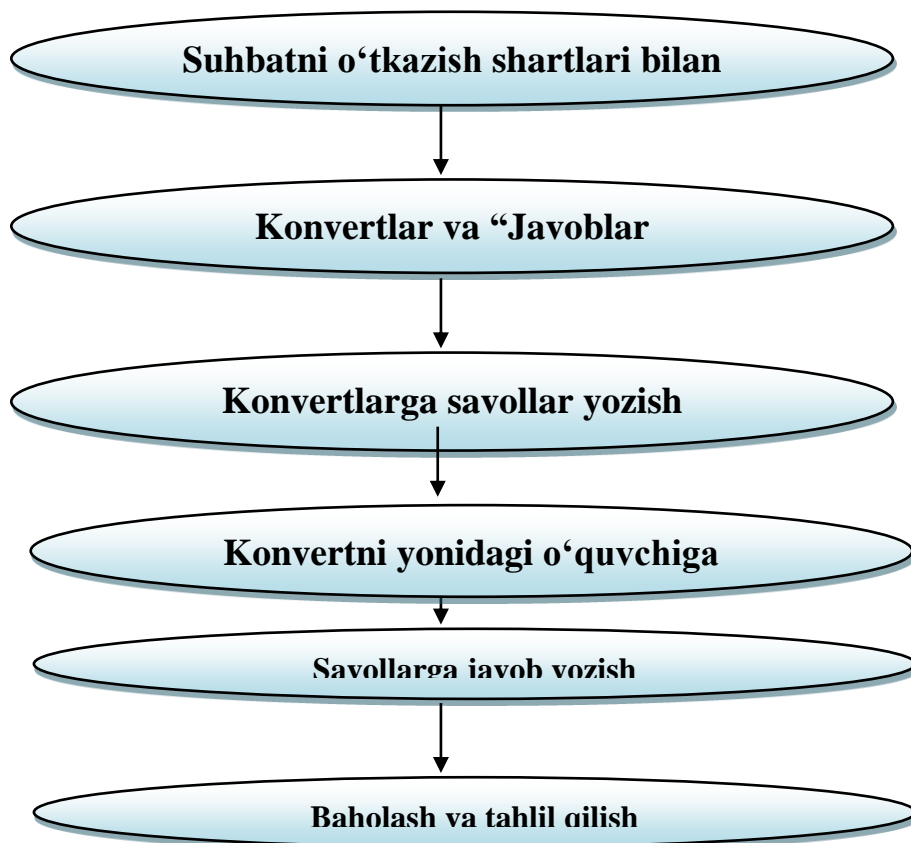 Suhbatni o‘tkazish shartlari bilan
Konvertlar va “Javoblar
Konvertlarga savollar yozish
Konvertni yonidagi o‘quvchiga
Savollarga javob yozish
Baholash va tahlil qilish